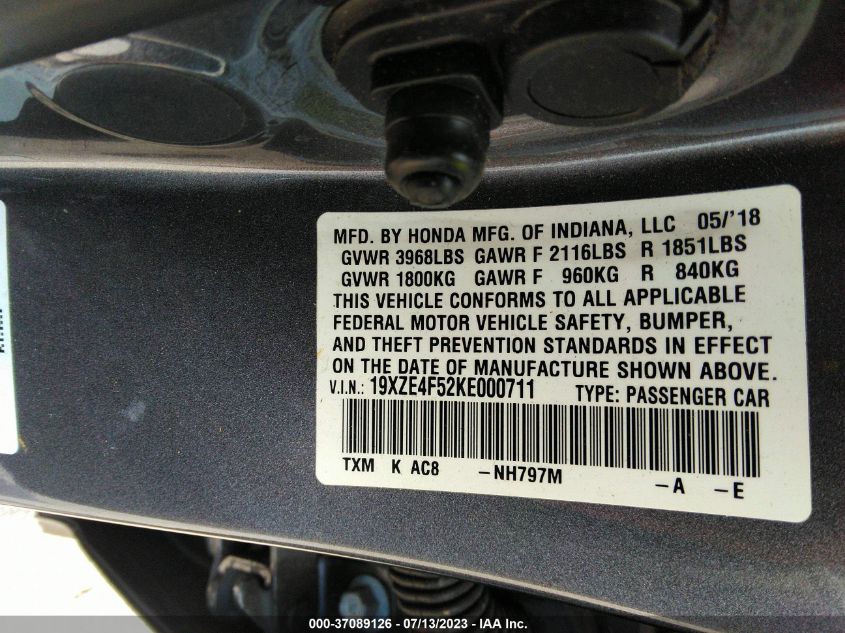 MFD. BY HONDA MFG. OF INDIANA, LLC 05/'18
GVWR 3968LBS GAWR F 2116LBS R 1851LBS
GVWR 1800KG GAWR F 960KG R 840KG
THIS VEHICLE CONFORMS TO ALL APPLICABLE
FEDERAL MOTOR VEHICLE SAFETY, BUMPER,
AND THEFT PREVENTION STANDARDS IN EFFECT
ON THE DATE OF MANUFACTURE SHOWN ABOVE.
V.I.N.: 19XZE4F52KE000711 TYPE: PASSENGER CAR
TXM K AC8 -NH797M -A -E
000-37089126 - 07/13/2023 - IAA Inc.